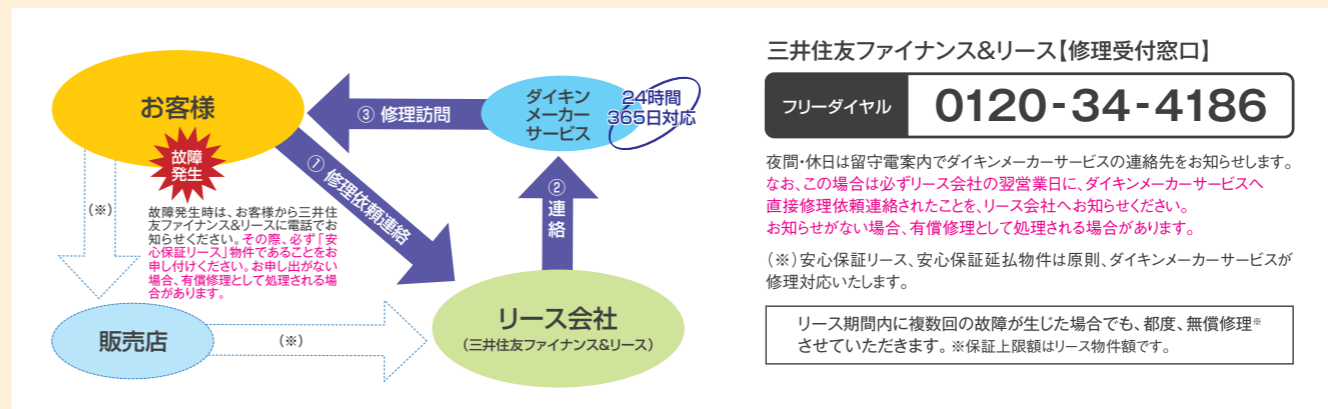 お客様
故障
発生
(※)
故障発生時は、お客様から三井住
友ファイナンス&リースに電話でお
知らせください。その際、必ず「安
心保証リース」物件であることをお
申し付けください。お申し出がない
場合、有償修理として処理される場
合があります。
① 修理依頼連絡
③ 修理訪問
ダイキン
メーカー
サービス
24時間
365日対応
②連絡
販売店
(※)
リース会社
(三井住友ファイナンス&リース)
三井住友ファイナンス&リース【修理受付窓口】
フリーダイヤル 0120-34-4186
夜間・休日は留守電案内でダイキンメーカーサービスの連絡先をお知らせします。
なお、この場合は必ずリース会社の翌営業日に、ダイキンメーカーサービスへ
直接修理依頼連絡されたことを、リース会社へお知らせください。
お知らせがない場合、有償修理として処理される場合があります。
(※)安心保証リース、安心保証延払物件は原則、ダイキンメーカーサービスが
修理対応いたします。
リース期間内に複数回の故障が生じた場合でも、都度、無償修理※
させていただきます。※保証上限額はリース物件額です。